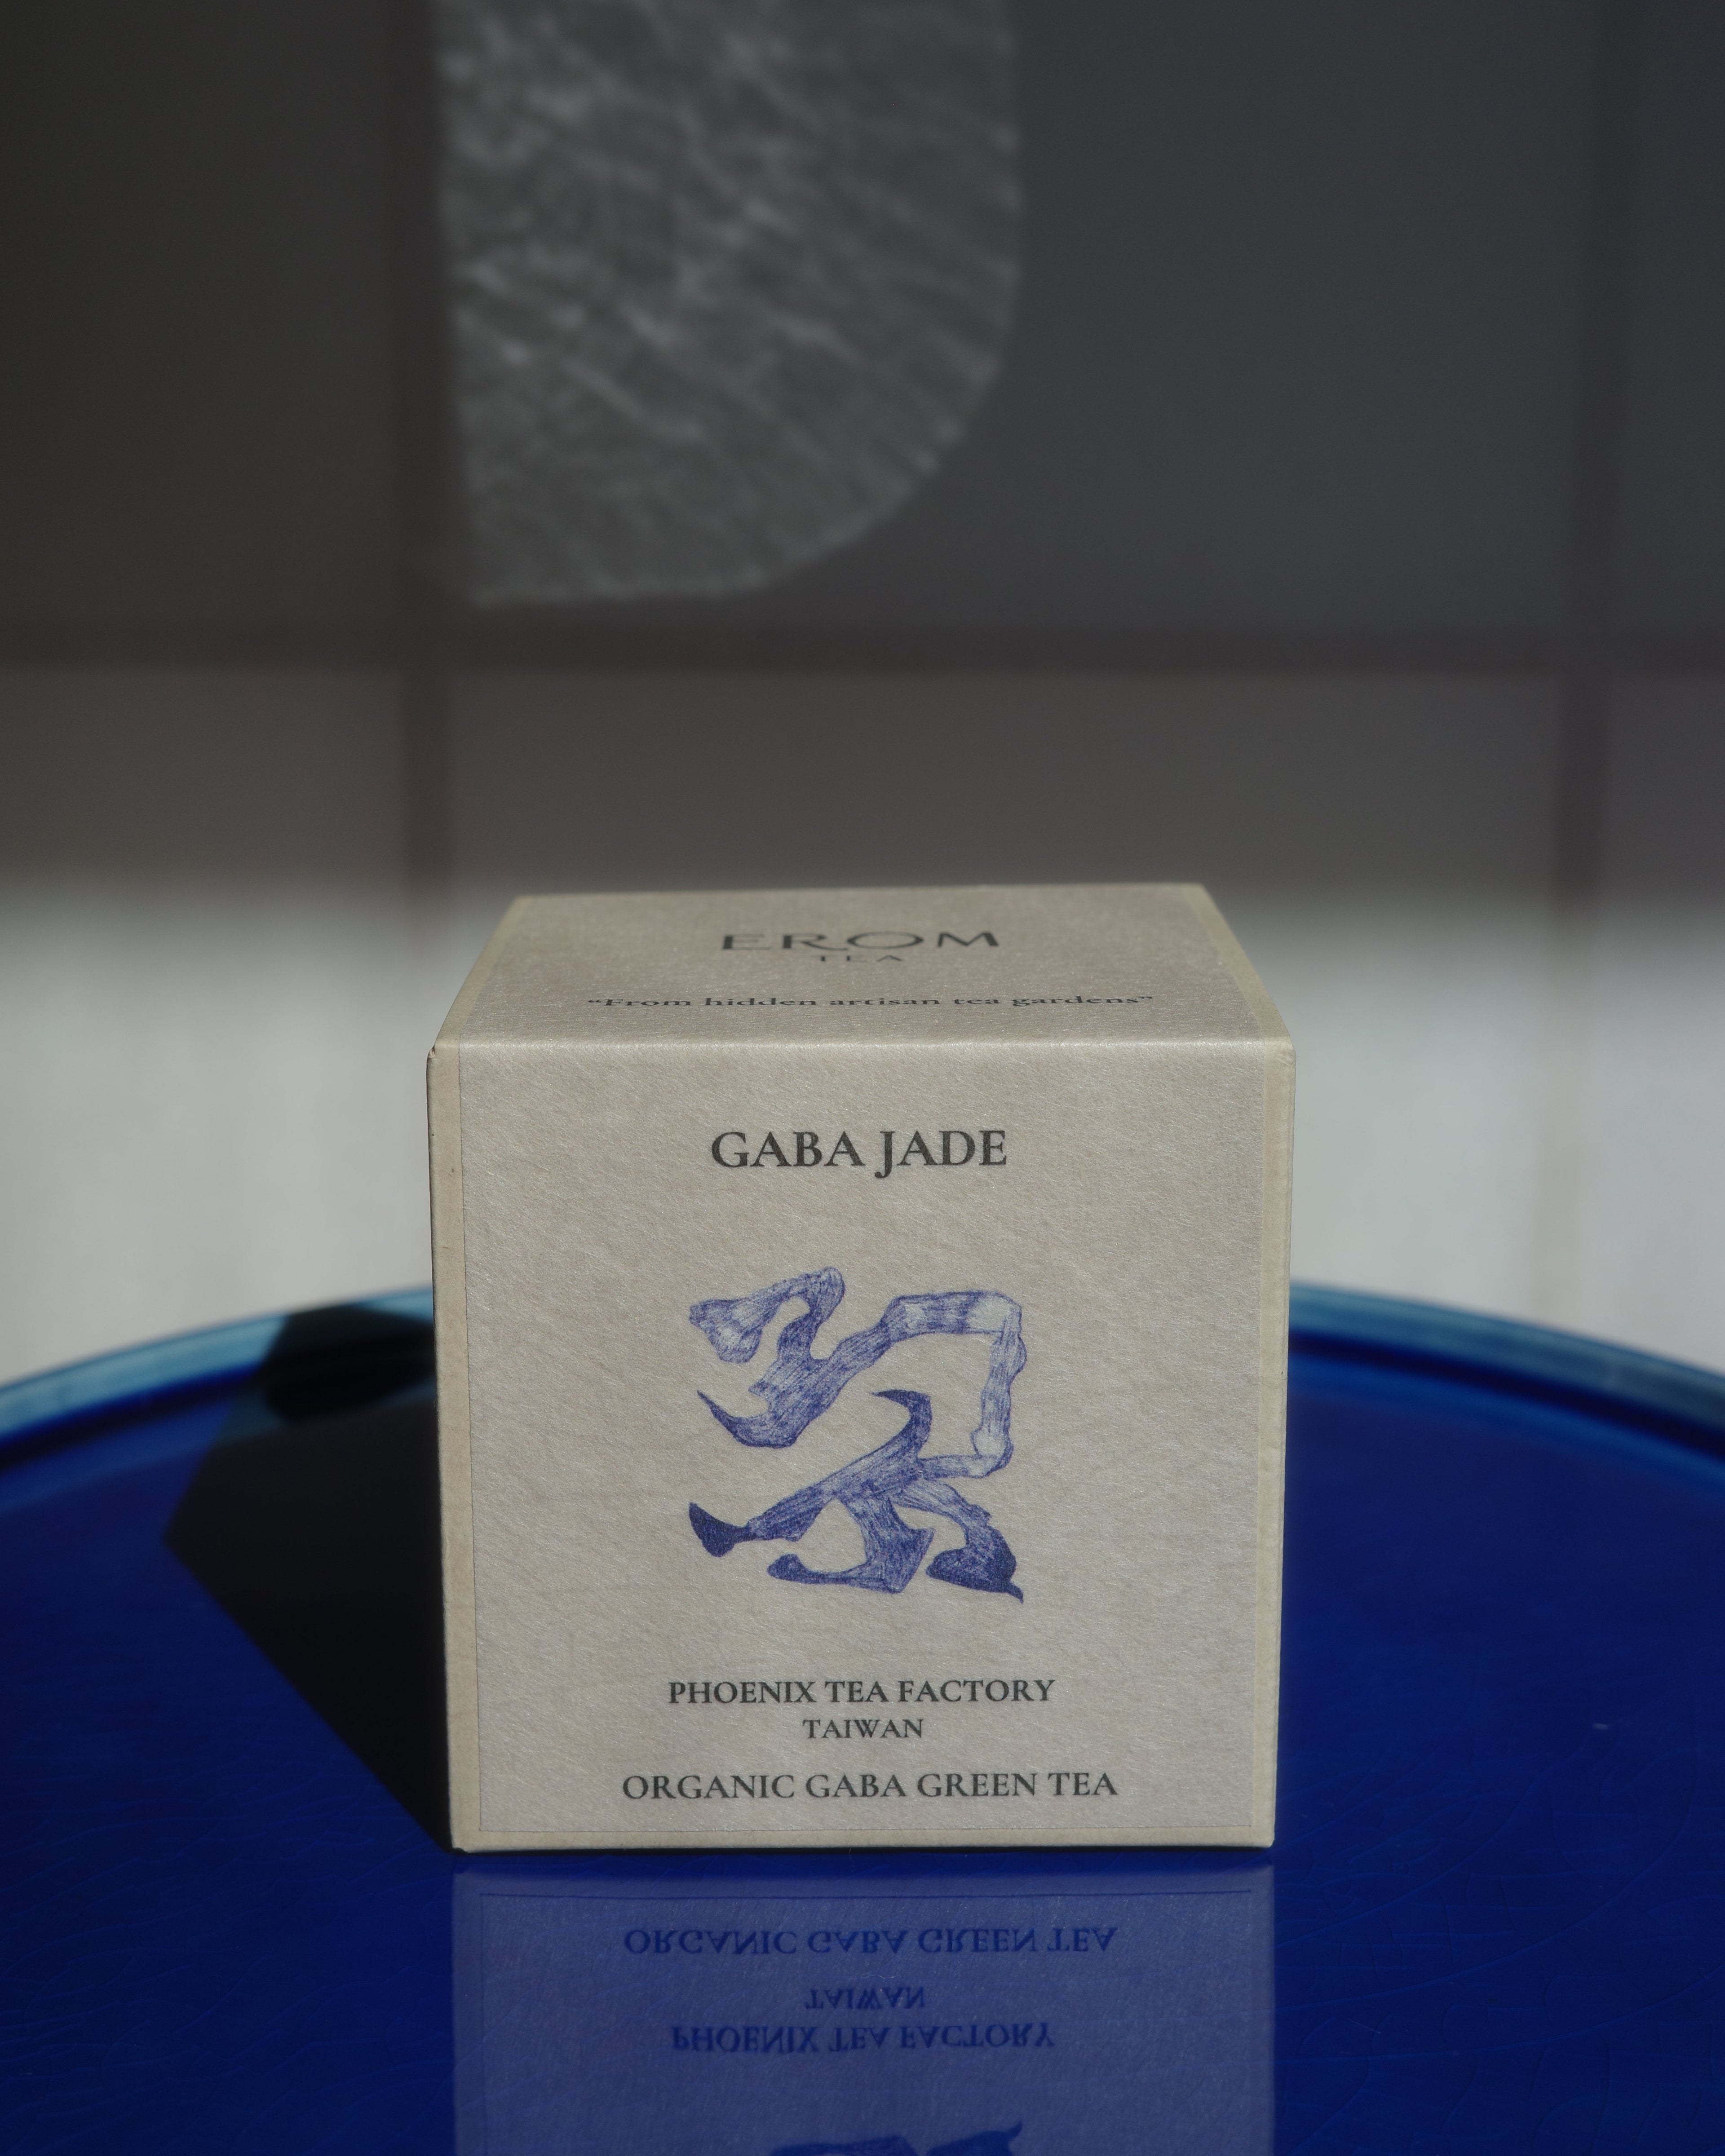 EROM
TEA
“From hidden artisan tea gardens”
GABA JADE
PHOENIX TEA FACTORY
TAIWAN
ORGANIC GABA GREEN TEA